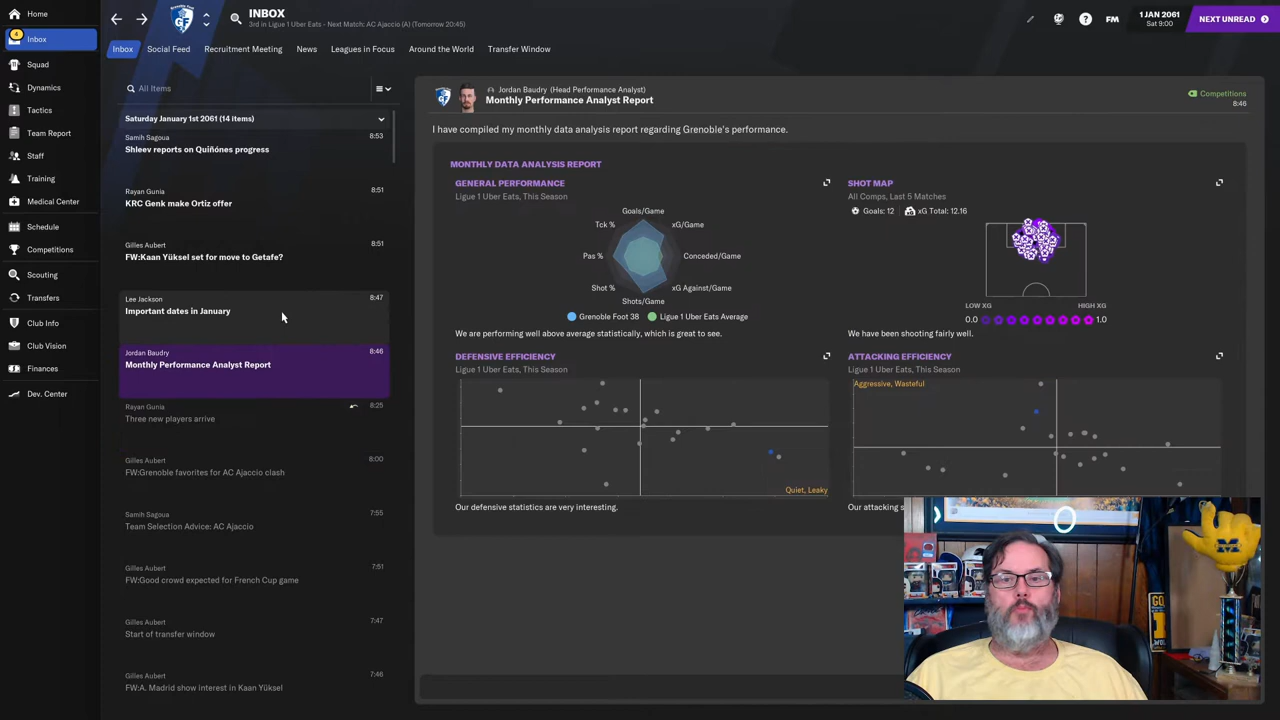 Home
4
Inbox
Squad
Dynamics
Tactics
Team Report
Staff
Training
Medical Center
Schedule
Competitions
Scouting
Transfers
Club Info
Club Vision
Finances
Dev. Center
GF
INBOX
3rd in Ligue 1 Uber Eats - Next Match: AC Ajaccio (A) (Tomorrow 20:45)
FM
1 JAN 2061
Sat 9:00
NEXT UNREAD
Inbox
Social Feed
Recruitment Meeting
News
Leagues in Focus
Around the World
Transfer Window
All Items
Saturday January 1st 2061 (14 items)
Samih Sagoua
8:53
Shleev reports on Quiñónes progress
Rayan Gunia
8:51
KRC Genk make Ortiz offer
Gilles Aubert
8:51
FW:Kaan Yüksel set for move to Getafe?
Lee Jackson
8:47
Important dates in January
Jordan Baudry
8:46
Monthly Performance Analyst Report
Rayan Gunia
8:25
Three new players arrive
Gilles Aubert
8:00
FW:Grenoble favorites for AC Ajaccio clash
Samih Sagoua
7:55
Team Selection Advice: AC Ajaccio
Gilles Aubert
7:51
FW:Good crowd expected for French Cup game
Gilles Aubert
7:47
Start of transfer window
Gilles Aubert
7:46
FW:A. Madrid show interest in Kaan Yüksel
Jordan Baudry (Head Performance Analyst)
Monthly Performance Analyst Report
Competitions
8:46
I have compiled my monthly data analysis report regarding Grenoble's performance.
MONTHLY DATA ANALYSIS REPORT
GENERAL PERFORMANCE
Ligue 1 Uber Eats, This Season
Goals/Game
Tck %
xG/Game
Pas %
Conceded/Game
Shot %
xG Against/Game
Shots/Game
Grenoble Foot 38
Ligue 1 Uber Eats Average
We are performing well above average statistically, which is great to see.
SHOT MAP
All Comps, Last 5 Matches
Goals: 12
xG Total: 12.16
LOW XG
HIGH XG
0.0
1.0
We have been shooting fairly well.
DEFENSIVE EFFICIENCY
Ligue 1 Uber Eats, This Season
Quiet, Leaky
Our defensive statistics are very interesting.
ATTACKING EFFICIENCY
Ligue 1 Uber Eats, This Season
Aggressive, Wasteful
Our attacking s
M
GO